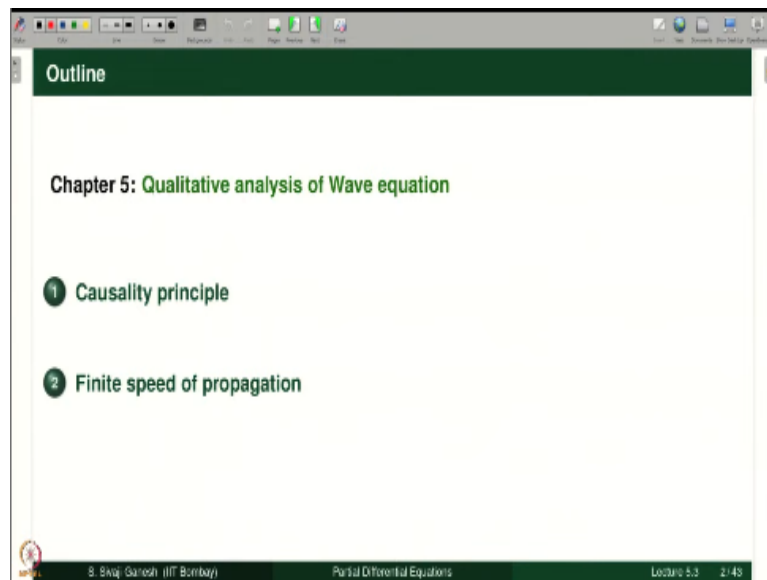 Outline
Chapter 5: Qualitative analysis of Wave equation
1 Causality principle
2 Finite speed of propagation
S. Sivaji Ganesh (IIT Bombay) Partial Differential Equations Lecture 5.3 2/43